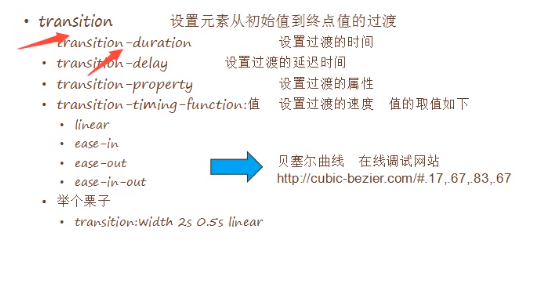 transition 设置元素从初始值到终点值的过渡
transition-duration 设置过渡的时间
transition-delay 设置过渡的延迟时间
transition-property 设置过渡的属性
transition-timing-function:值 设置过渡的速度 值的取值如下
linear
ease-in
ease-out
ease-in-out
贝塞尔曲线 在线调试网站
http://cubic-bezier.com/#.17,.67,.83,.67
举个栗子
transition:width 2s 0.5s linear